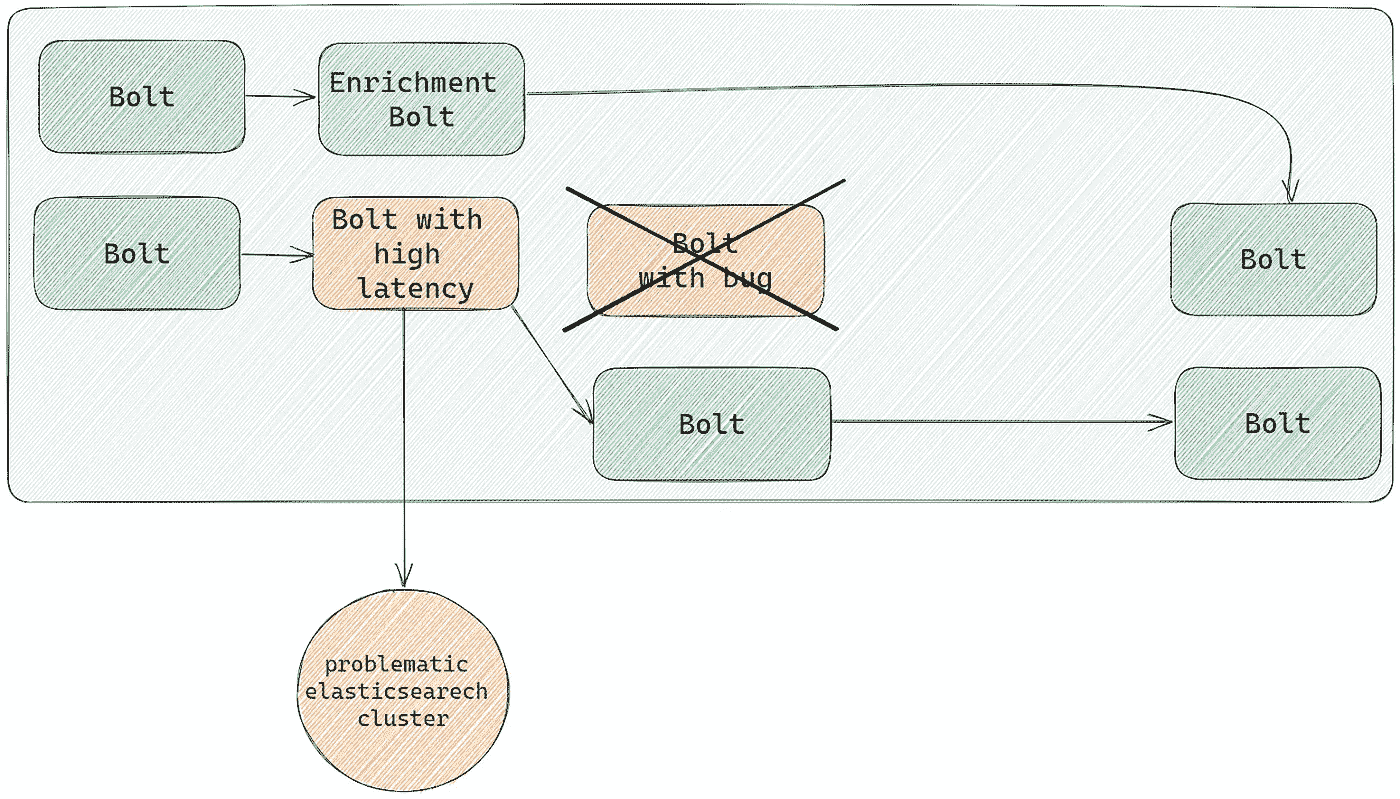 Bolt
Enrichment
Bolt
Bolt
Bolt with
high
latency
Bolt
with bug
Bolt
Bolt
Bolt
problematic
elasticsearech
cluster